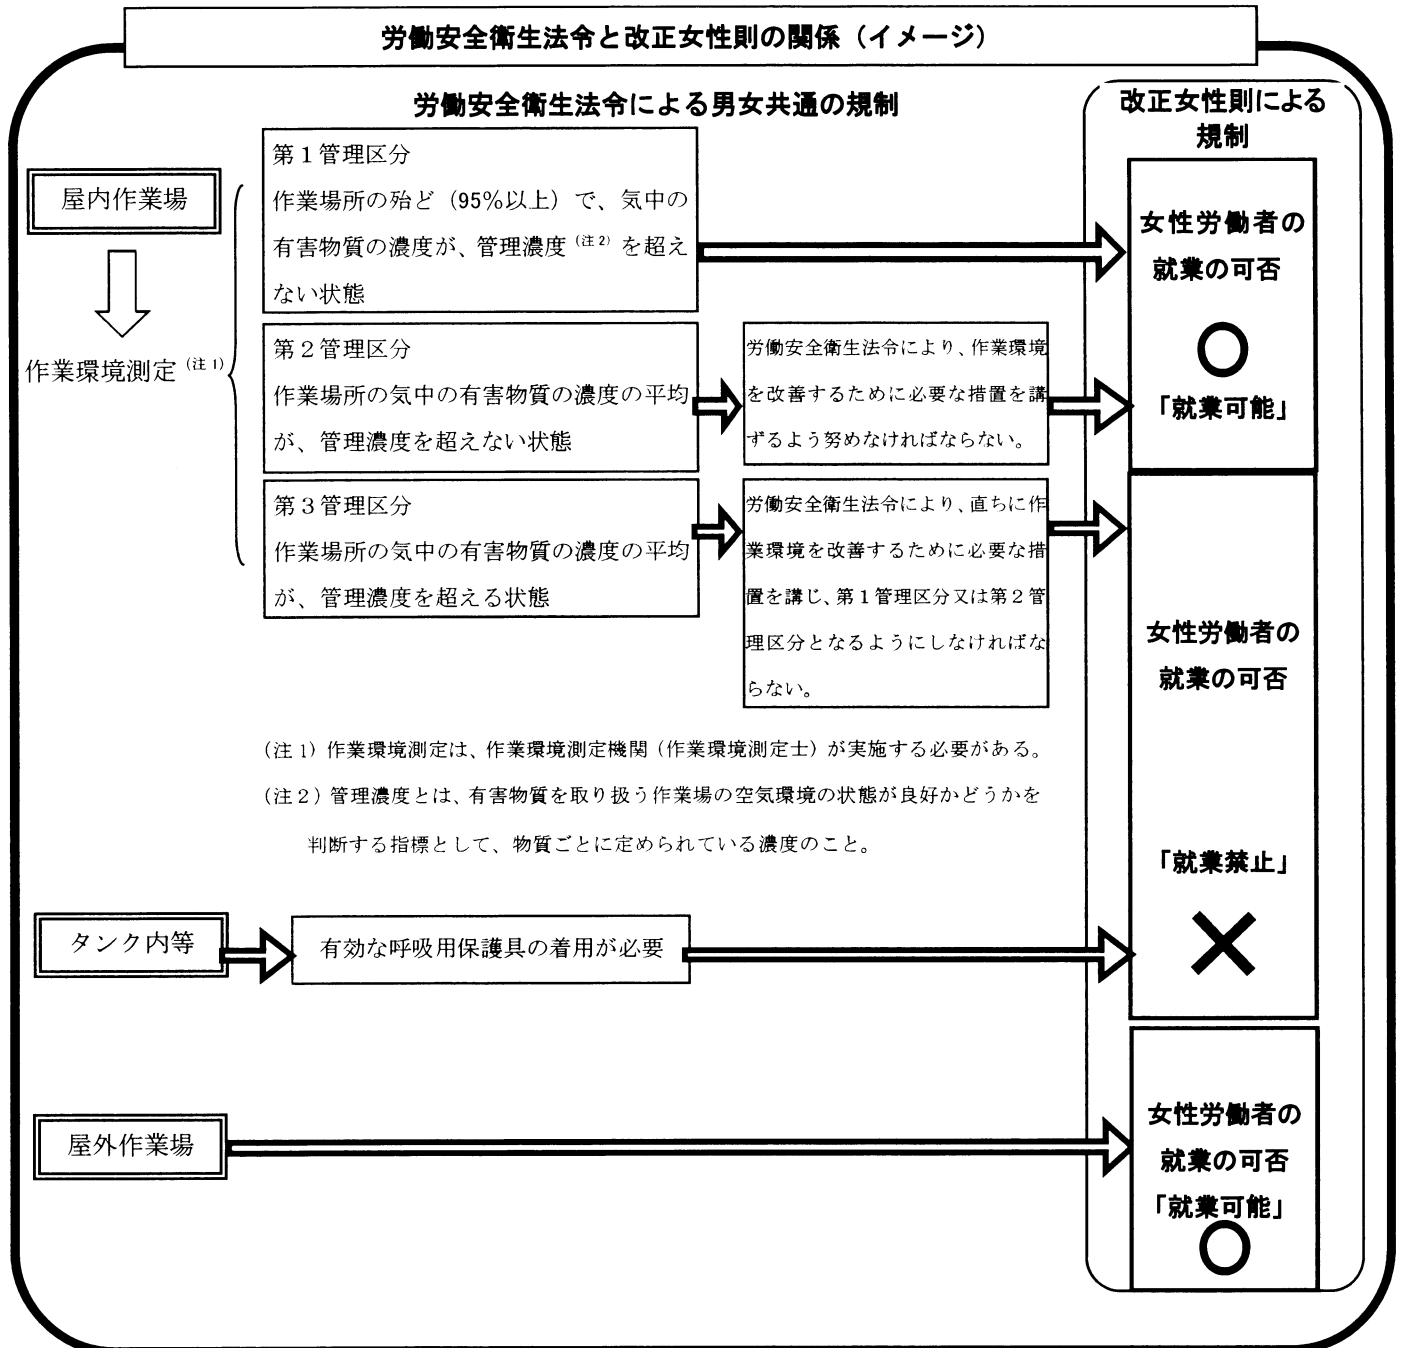 労働安全衛生法令と改正女性則の関係（イメージ）
労働安全衛生法令による男女共通の規制
改正女性則による
規制
屋内作業場
作業環境測定（注1）
第１管理区分
作業場所の殆ど（95％以上）で、気中の
有害物質の濃度が、管理濃度（注2）を超え
ない状態
第２管理区分
作業場所の気中の有害物質の濃度の平均
が、管理濃度を超えない状態
労働安全衛生法令により、作業環境
を改善するために必要な措置を講
ずるよう努めなければならない。
第３管理区分
作業場所の気中の有害物質の濃度の平均
が、管理濃度を超える状態
労働安全衛生法令により、直ちに作
業環境を改善するために必要な措
置を講じ、第１管理区分又は第２管
理区分となるようにしなければな
らない。
女性労働者の
就業の可否
「就業可能」
女性労働者の
就業の可否
「就業禁止」
（注1）作業環境測定は、作業環境測定機関（作業環境測定士）が実施する必要がある。
（注２）管理濃度とは、有害物質を取り扱う作業場の空気環境の状態が良好かどうかを
判断する指標として、物質ごとに定められている濃度のこと。
タンク内等
有効な呼吸用保護具の着用が必要
屋外作業場
女性労働者の
就業の可否
「就業可能」